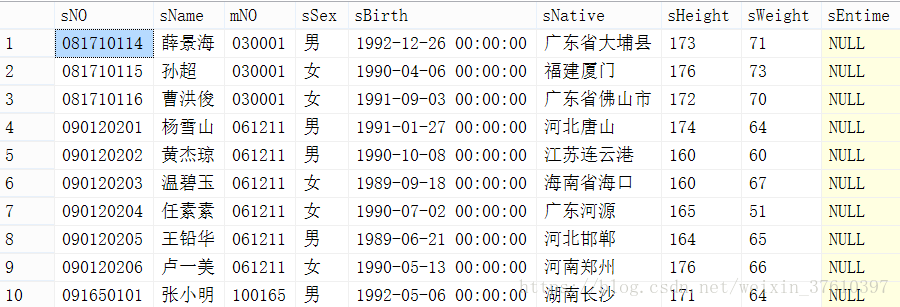 sNO sName mNO sSex sBirth sNative sHeight sWeight sEntime
1 081710114 薛景海 030001 男 1992-12-26 00:00:00 广东省大埔县 173 71 NULL
2 081710115 孙超 030001 女 1990-04-06 00:00:00 福建厦门 176 73 NULL
3 081710116 曹洪俊 030001 女 1991-09-03 00:00:00 广东省佛山市 172 70 NULL
4 090120201 杨雪山 061211 男 1991-01-27 00:00:00 河北唐山 174 64 NULL
5 090120202 黄杰琼 061211 男 1990-10-08 00:00:00 江苏连云港 160 60 NULL
6 090120203 温碧玉 061211 女 1989-09-18 00:00:00 海南省海口 160 67 NULL
7 090120204 任素素 061211 女 1990-07-02 00:00:00 广东河源 165 51 NULL
8 090120205 王铅华 061211 男 1989-06-21 00:00:00 河北邯郸 164 65 NULL
9 090120206 卢一美 061211 女 1990-05-13 00:00:00 河南郑州 176 66 NULL
10 091650101 张小明 100165 男 1992-05-06 00:00:00 湖南长沙 171 64 NULL
https://blog.csdn.net/weixin_37610397